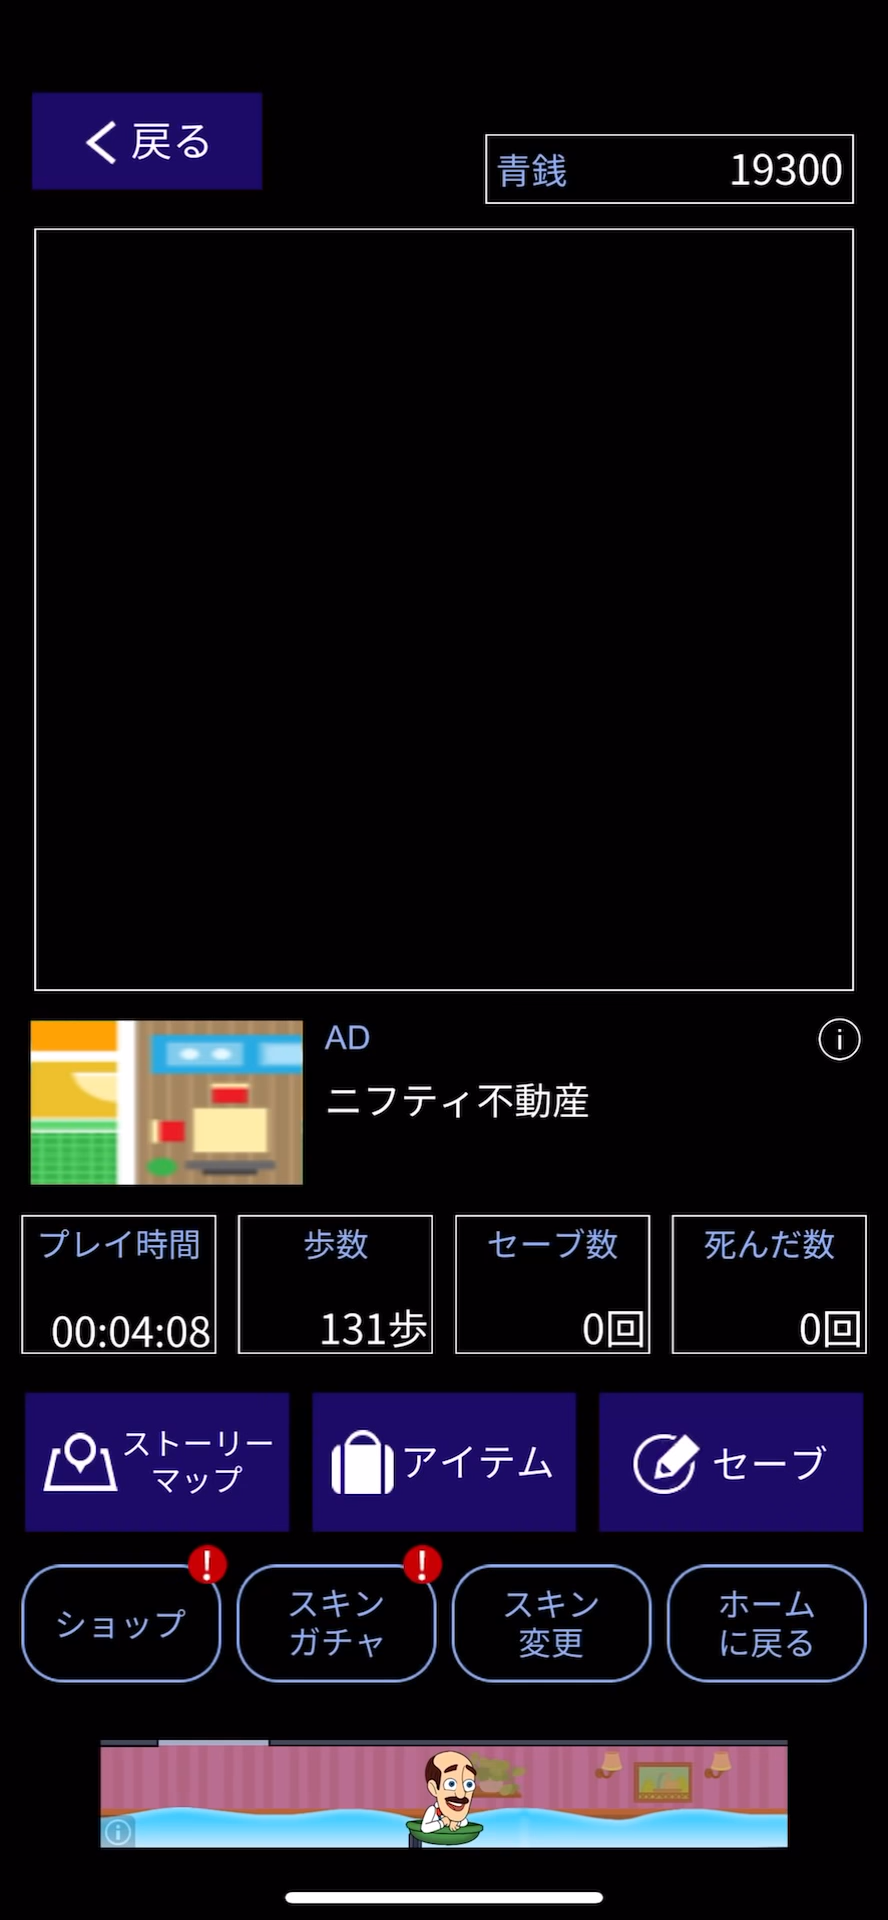 戻る
青銭 19300
AD
ニフティ不動産
プレイ時間 歩数 セーブ数 死んだ数
00:04:08 131歩 0回 0回
ストーリー
マップ
アイテム
セーブ
ショップ
スキン
ガチャ
スキン
変更
ホーム
に戻る